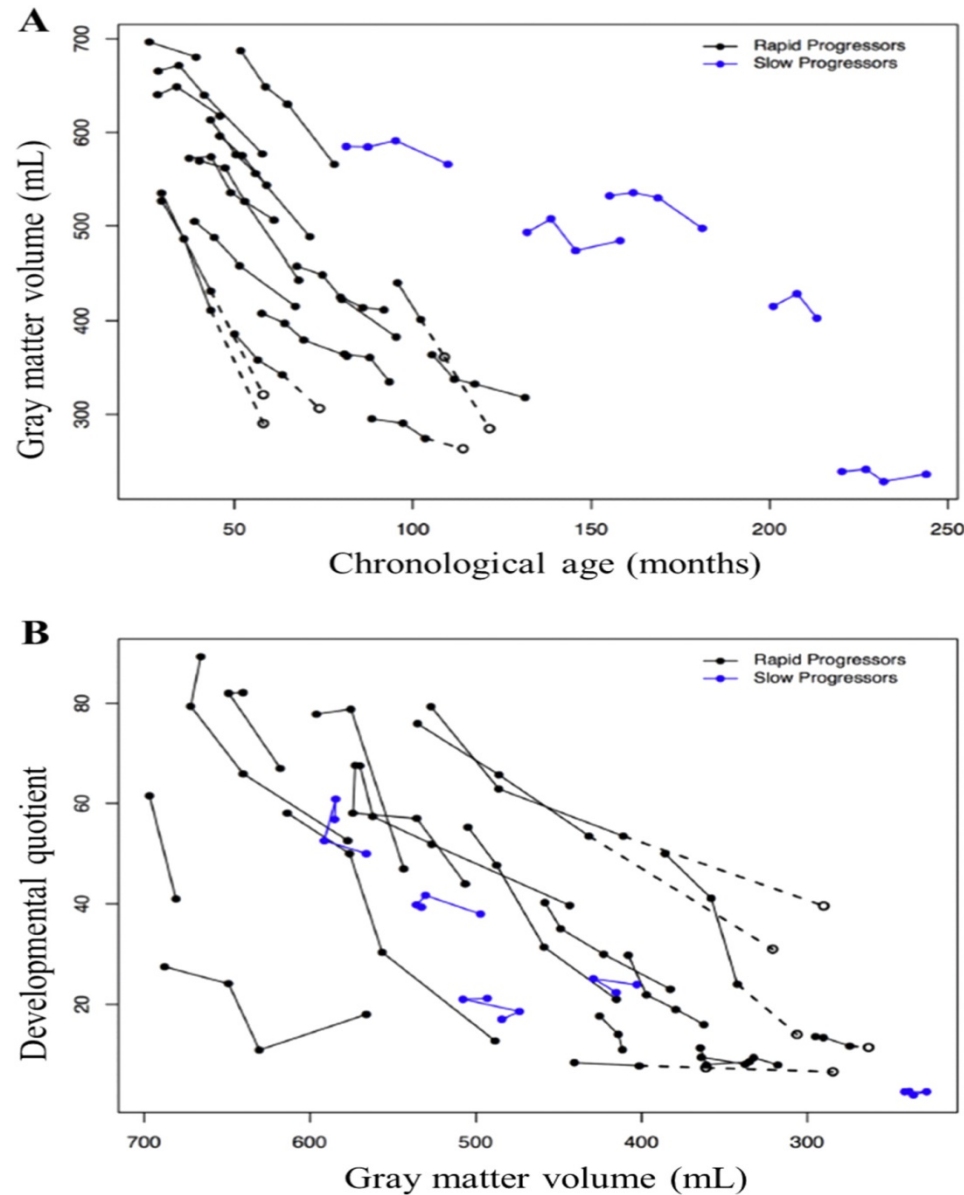 A
Rapid Progressors
Slow Progressors
700
600
500
400
300
Gray matter volume (mL)
50
100
150
200
250
Chronological age (months)
B
Rapid Progressors
Slow Progressors
80
60
40
20
Developmental quotient
700
600
500
400
300
Gray matter volume (mL)